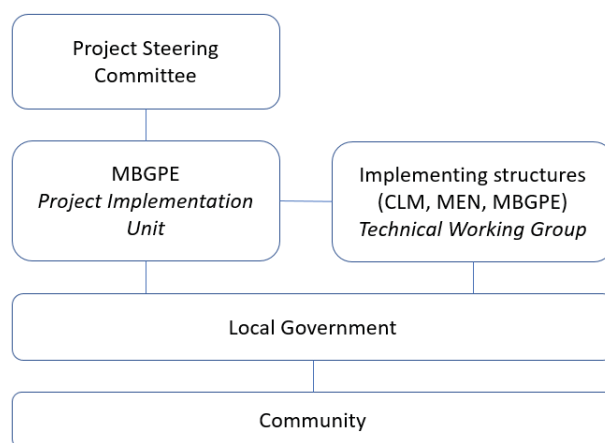 Project Steering
Committee
MBGPE
Project Implementation
Unit
Implementing structures
(CLM, MEN, MBGPE)
Technical Working Group
Local Government
Community